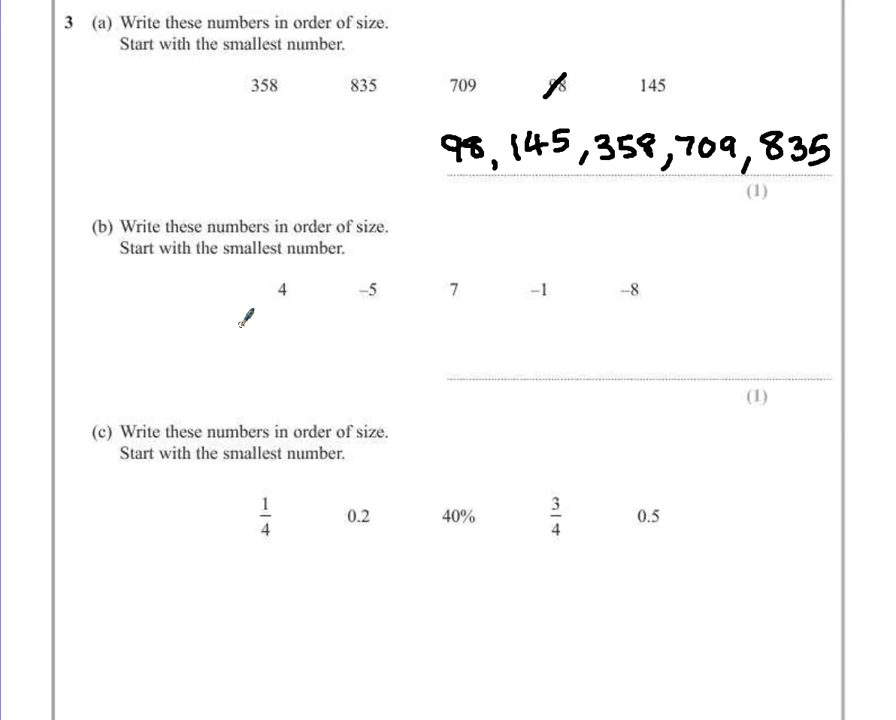 3 (a) Write these numbers in order of size.
Start with the smallest number.
358 835 709 98 145
98, 145, 358, 709, 835
(1)
(b) Write these numbers in order of size.
Start with the smallest number.
4 –5 7 –1 –8
(1)
(c) Write these numbers in order of size.
Start with the smallest number.
1/4 0.2 40% 3/4 0.5